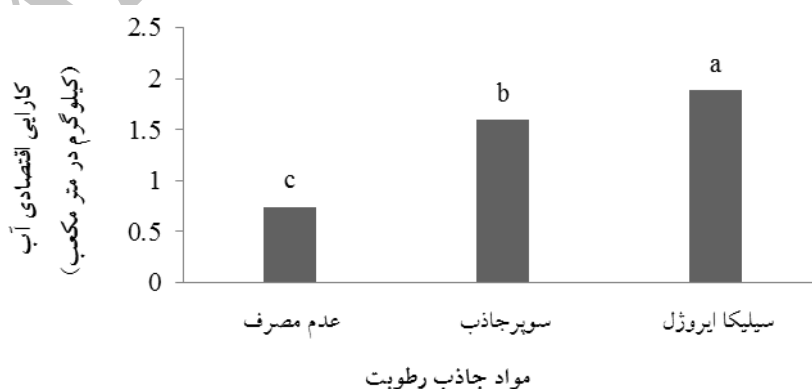 کارایی اقتصادی آب
(کیلوگرم در متر مکعب)
2.5
2
1.5
1
0.5
0
c
b
a
عدم مصرف
سوپرجاذب
سیلیکا ایروژل
مواد جاذب رطوبت